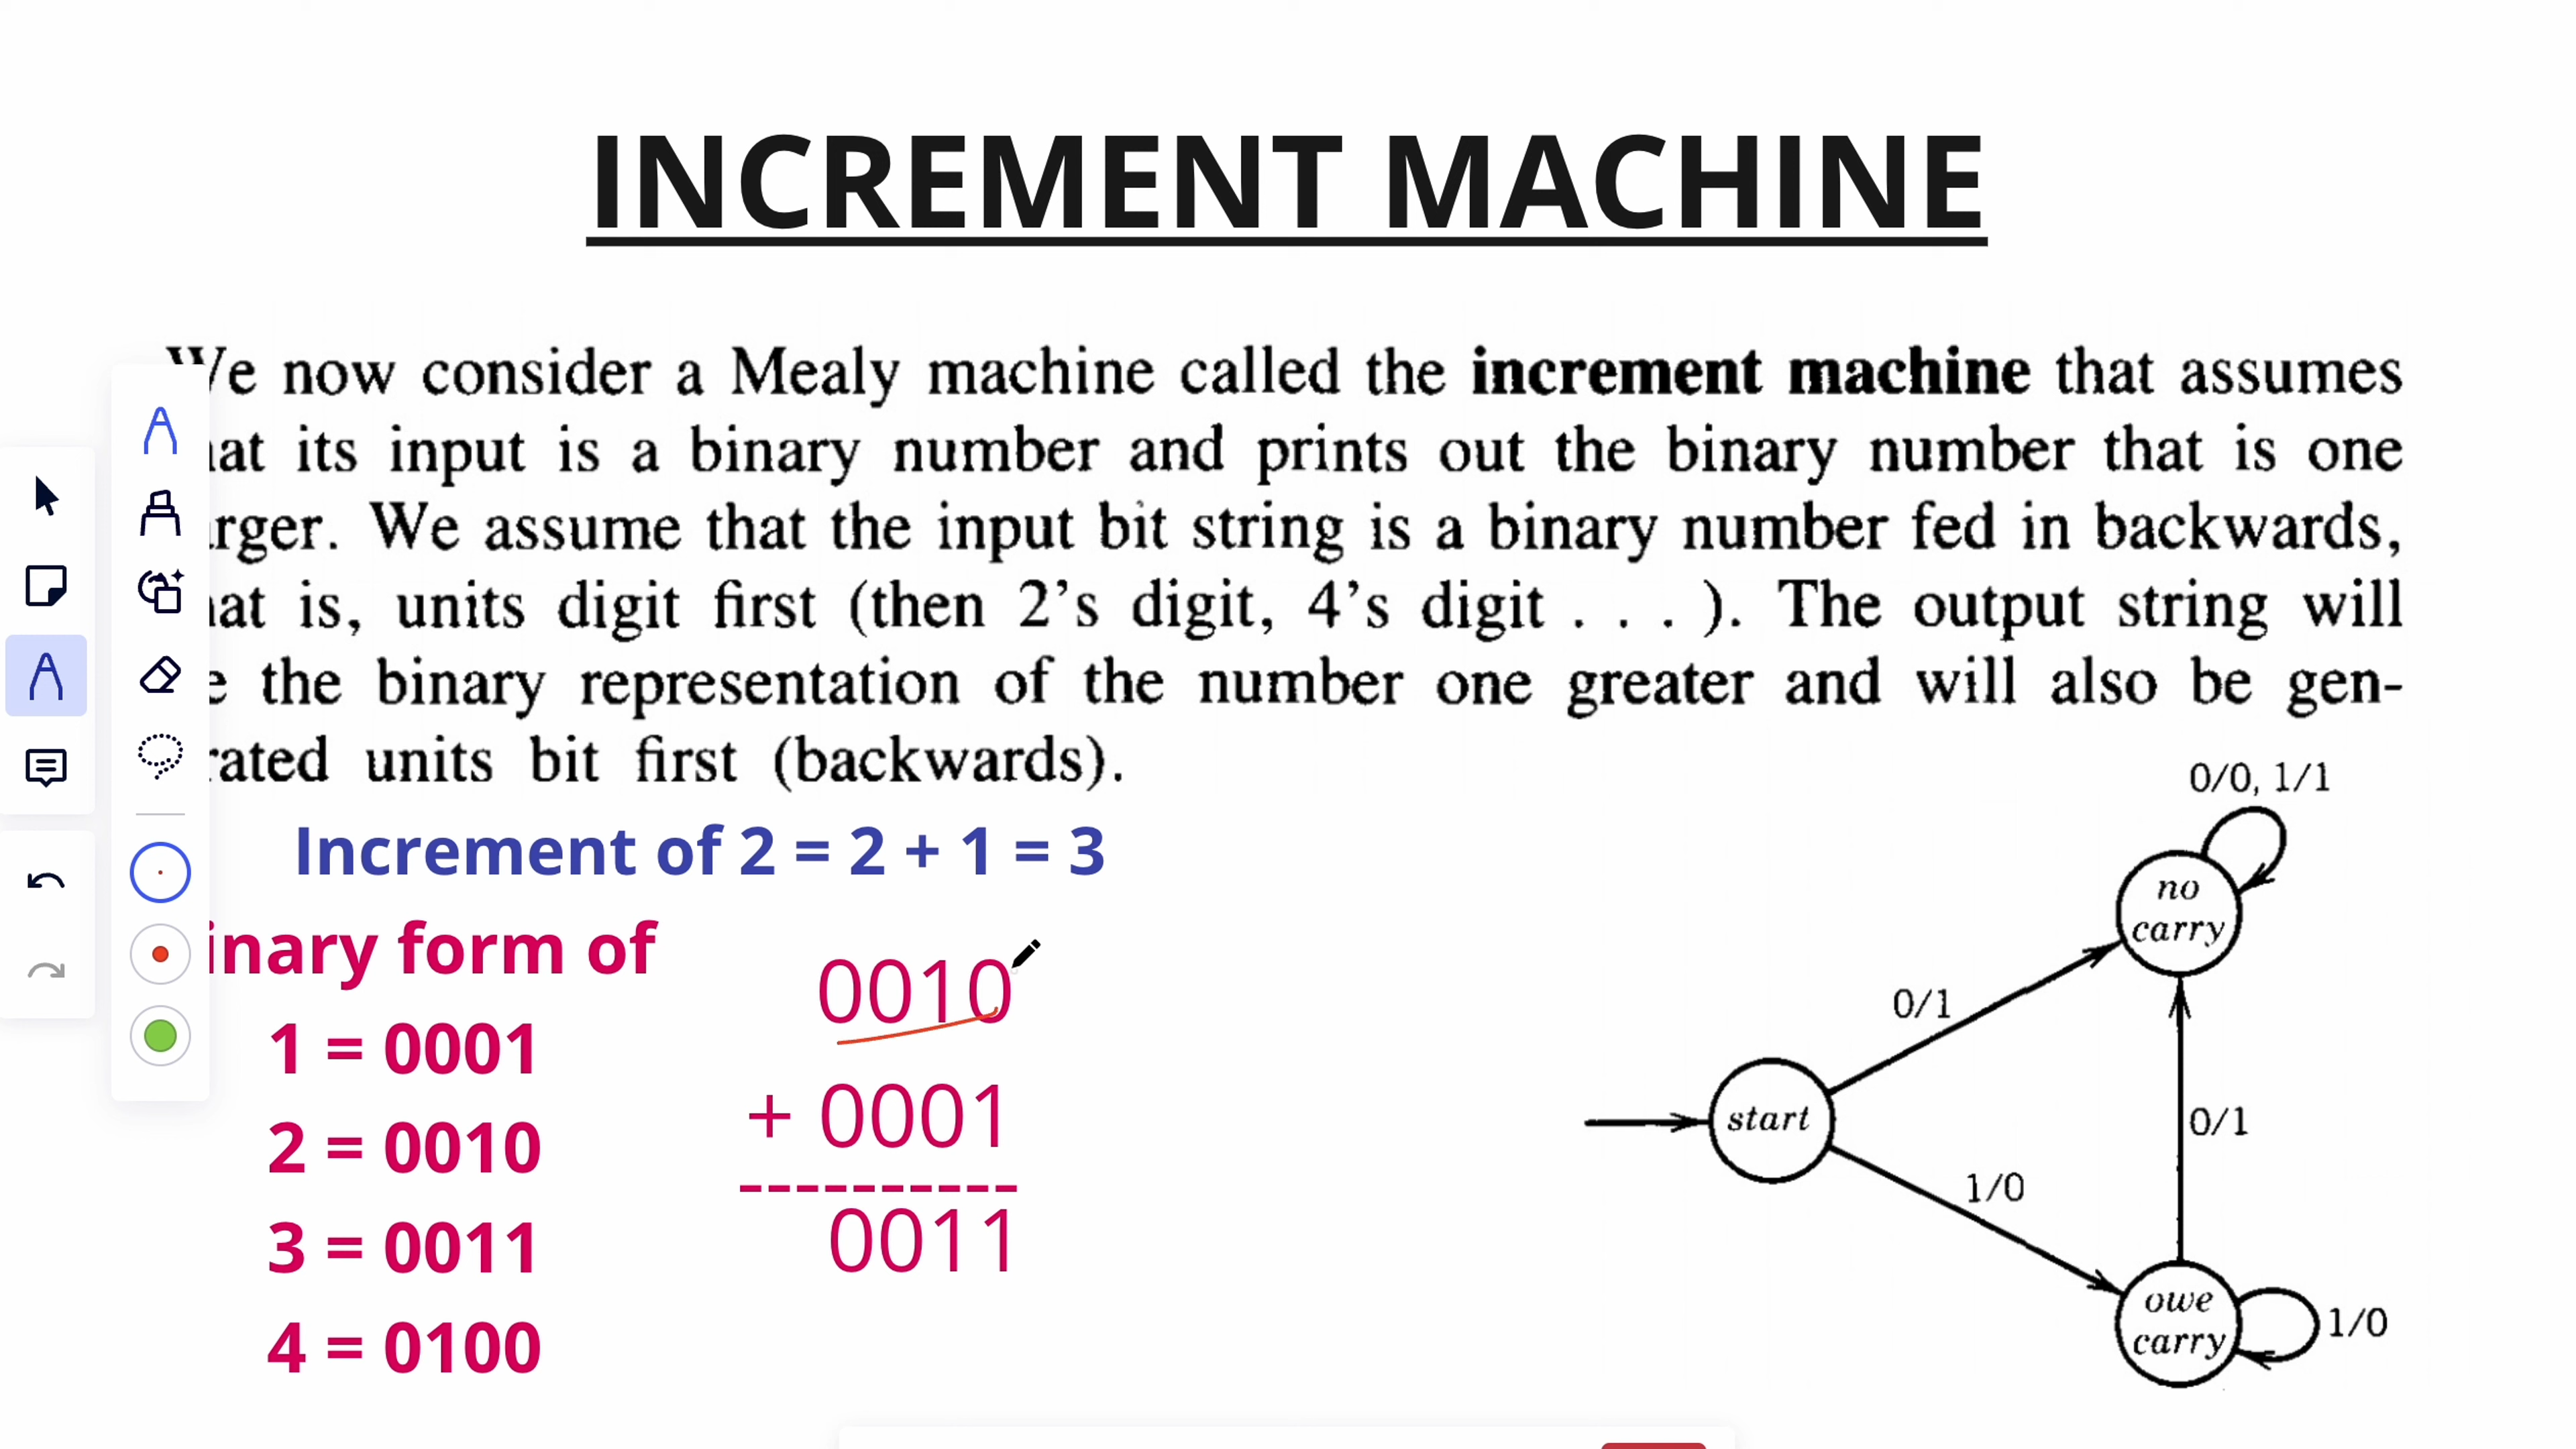 INCREMENT MACHINE
We now consider a Mealy machine called the increment machine that assumes
at its input is a binary number and prints out the binary number that is one
rger. We assume that the input bit string is a binary number fed in backwards,
at is, units digit first (then 2's digit, 4's digit . . . ). The output string will
e the binary representation of the number one greater and will also be gen-
rated units bit first (backwards).
Increment of 2 = 2 + 1 = 3
inary form of
1 = 0001
2 = 0010
3 = 0011
4 = 0100
0010
+ 0001
----------
0011
0/0, 1/1
no
carry
0/1
start
0/1
1/0
owe
carry
1/0